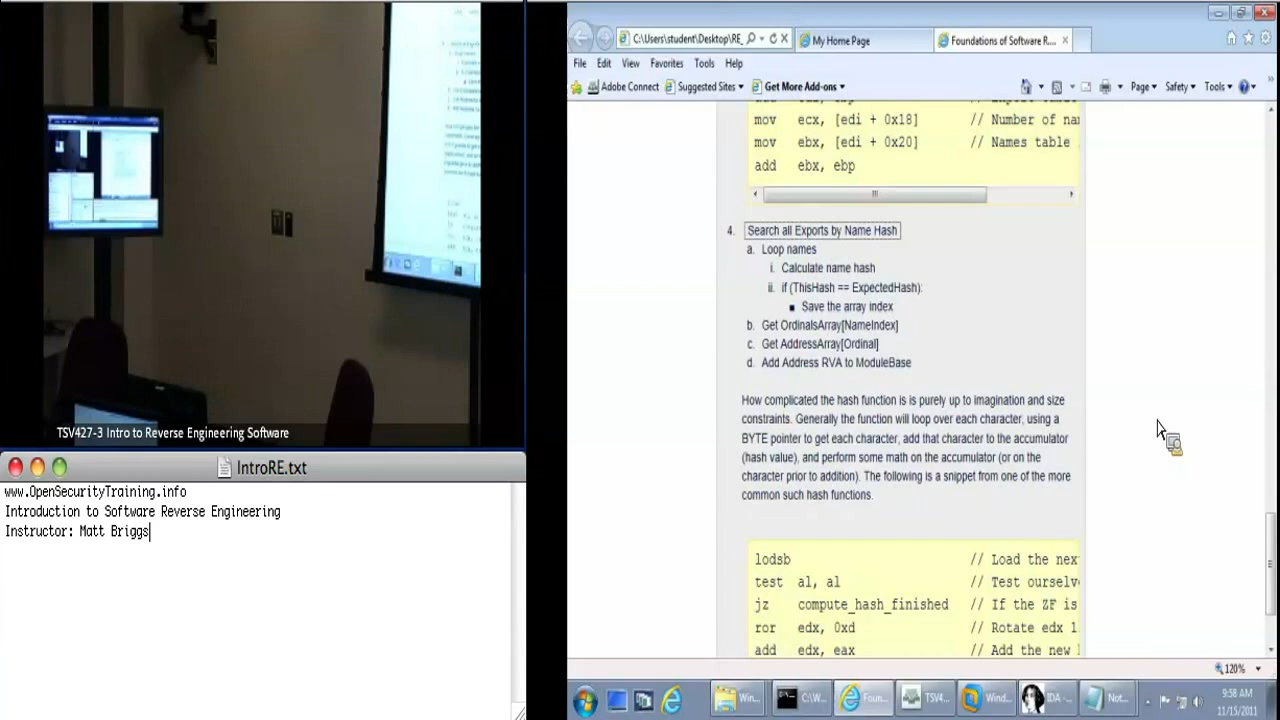 TSV427-3 Intro to Reverse Engineering Software
IntroRE.txt
www.OpenSecurityTraining.info
Introduction to Software Reverse Engineering
Instructor: Matt Briggs
C:\Users\student\Desktop\RE_
My Home Page
Foundations of Software R...
File Edit View Favorites Tools Help
Adobe Connect Suggested Sites Get More Add-ons
Page Safety Tools
mov ecx, [edi + 0x18] // Number of na
mov ebx, [edi + 0x20] // Names table
add ebx, ebp
4. Search all Exports by Name Hash
a. Loop names
i. Calculate name hash
ii. if (ThisHash == ExpectedHash):
Save the array index
b. Get OrdinalsArray[NameIndex]
c. Get AddressArray[Ordinal]
d. Add Address RVA to ModuleBase
How complicated the hash function is is purely up to imagination and size
constraints. Generally the function will loop over each character, using a
BYTE pointer to get each character, add that character to the accumulator
(hash value), and perform some math on the accumulator (or on the
character prior to addition). The following is a snippet from one of the more
common such hash functions.
lodsb // Load the nex
test al, al // Test ourselv
jz compute_hash_finished // If the ZF is
ror edx, 0xd // Rotate edx 1
add edx, eax // Add the new
120%
Win... C:\W... Foun... TSV4... Wind... IDA -... Not...
9:58 AM
11/15/2011